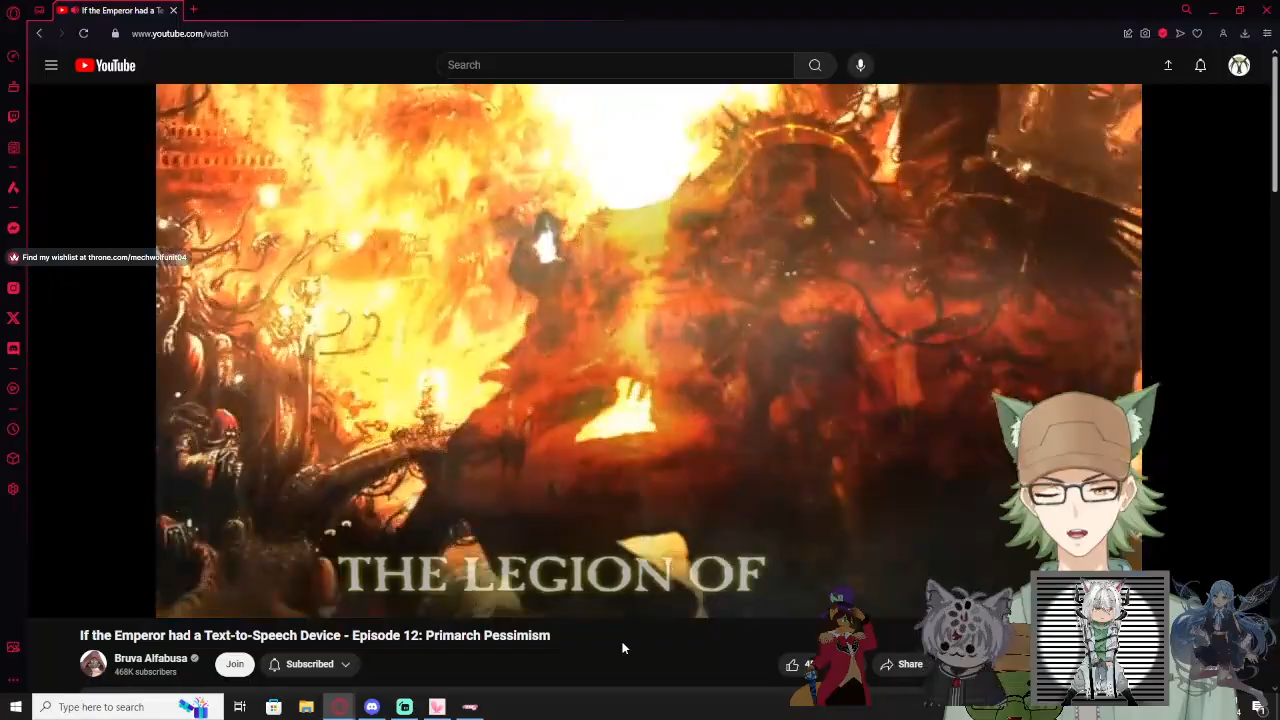 If the Emperor had a Te
www.youtube.com/watch
YouTube
Search
Find my wishlist at throne.com/mechwolfunit04
THE LEGION OF
If the Emperor had a Text-to-Speech Device - Episode 12: Primarch Pessimism
Bruva Alfabusa
468K subscribers
Join
Subscribed
Share
Type here to search